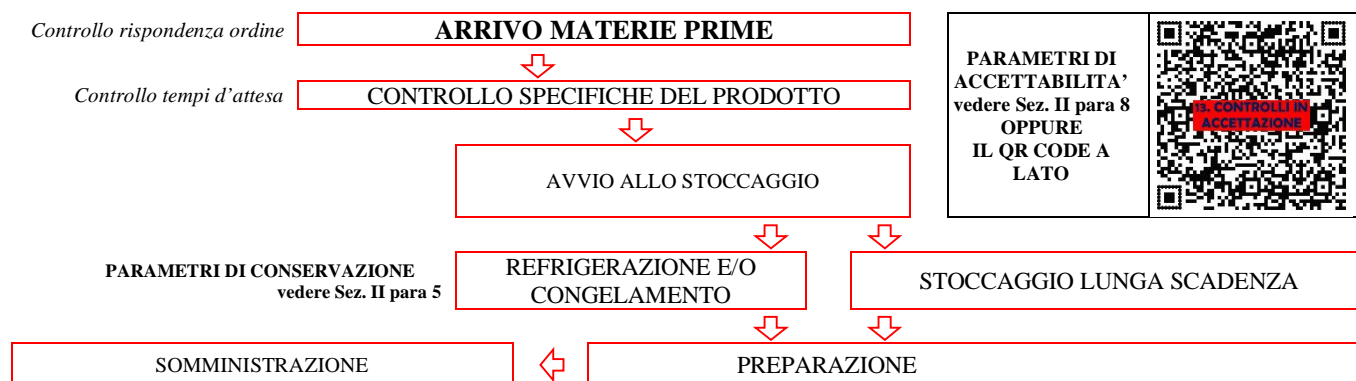 Controllo rispondenza ordine
ARRIVO MATERIE PRIME
Controllo tempi d'attesa
CONTROLLO SPECIFICHE DEL PRODOTTO
PARAMETRI DI
ACCETTABILITA'
vedere Sez. II para 8
OPPURE
IL QR CODE A
LATO
13. CONTROLLI IN
ACCETTAZIONE
AVVIO ALLO STOCCAGGIO
PARAMETRI DI CONSERVAZIONE
vedere Sez. II para 5
REFRIGERAZIONE E/O
CONGELAMENTO
STOCCAGGIO LUNGA SCADENZA
SOMMINISTRAZIONE
PREPARAZIONE